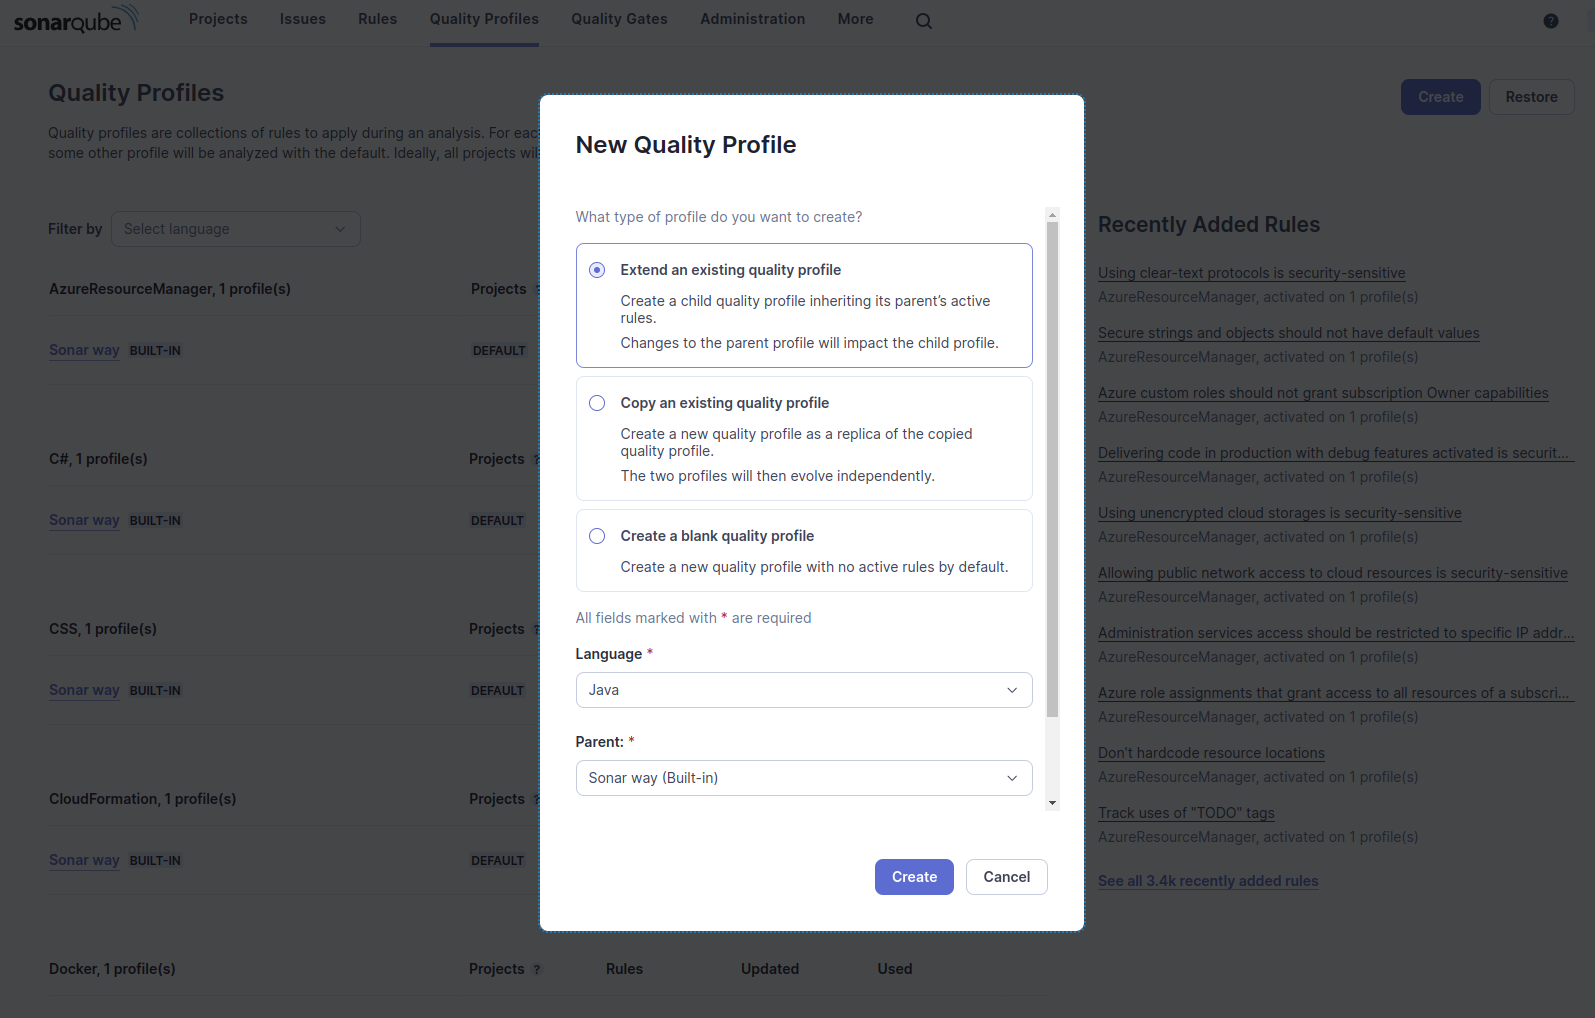 sonarqube
Projects
Issues
Rules
Quality Profiles
Quality Gates
Administration
More
?
Quality Profiles
Create
Restore
Quality profiles are collections of rules to apply during an analysis. For eac
some other profile will be analyzed with the default. Ideally, all projects wil
Filter by
Select language
AzureResourceManager, 1 profile(s)
Projects ?
Sonar way BUILT-IN
DEFAULT
C#, 1 profile(s)
Projects ?
Sonar way BUILT-IN
DEFAULT
CSS, 1 profile(s)
Projects ?
Sonar way BUILT-IN
DEFAULT
CloudFormation, 1 profile(s)
Projects ?
Sonar way BUILT-IN
DEFAULT
Docker, 1 profile(s)
Projects ?
Rules
Updated
Used
New Quality Profile
What type of profile do you want to create?
Extend an existing quality profile
Create a child quality profile inheriting its parent’s active
rules.
Changes to the parent profile will impact the child profile.
Copy an existing quality profile
Create a new quality profile as a replica of the copied
quality profile.
The two profiles will then evolve independently.
Create a blank quality profile
Create a new quality profile with no active rules by default.
All fields marked with * are required
Language *
Java
Parent: *
Sonar way (Built-in)
Create
Cancel
Recently Added Rules
Using clear-text protocols is security-sensitive
AzureResourceManager, activated on 1 profile(s)
Secure strings and objects should not have default values
AzureResourceManager, activated on 1 profile(s)
Azure custom roles should not grant subscription Owner capabilities
AzureResourceManager, activated on 1 profile(s)
Delivering code in production with debug features activated is securit...
AzureResourceManager, activated on 1 profile(s)
Using unencrypted cloud storages is security-sensitive
AzureResourceManager, activated on 1 profile(s)
Allowing public network access to cloud resources is security-sensitive
AzureResourceManager, activated on 1 profile(s)
Administration services access should be restricted to specific IP addr...
AzureResourceManager, activated on 1 profile(s)
Azure role assignments that grant access to all resources of a subscri...
AzureResourceManager, activated on 1 profile(s)
Don't hardcode resource locations
AzureResourceManager, activated on 1 profile(s)
Track uses of "TODO" tags
AzureResourceManager, activated on 1 profile(s)
See all 3.4k recently added rules